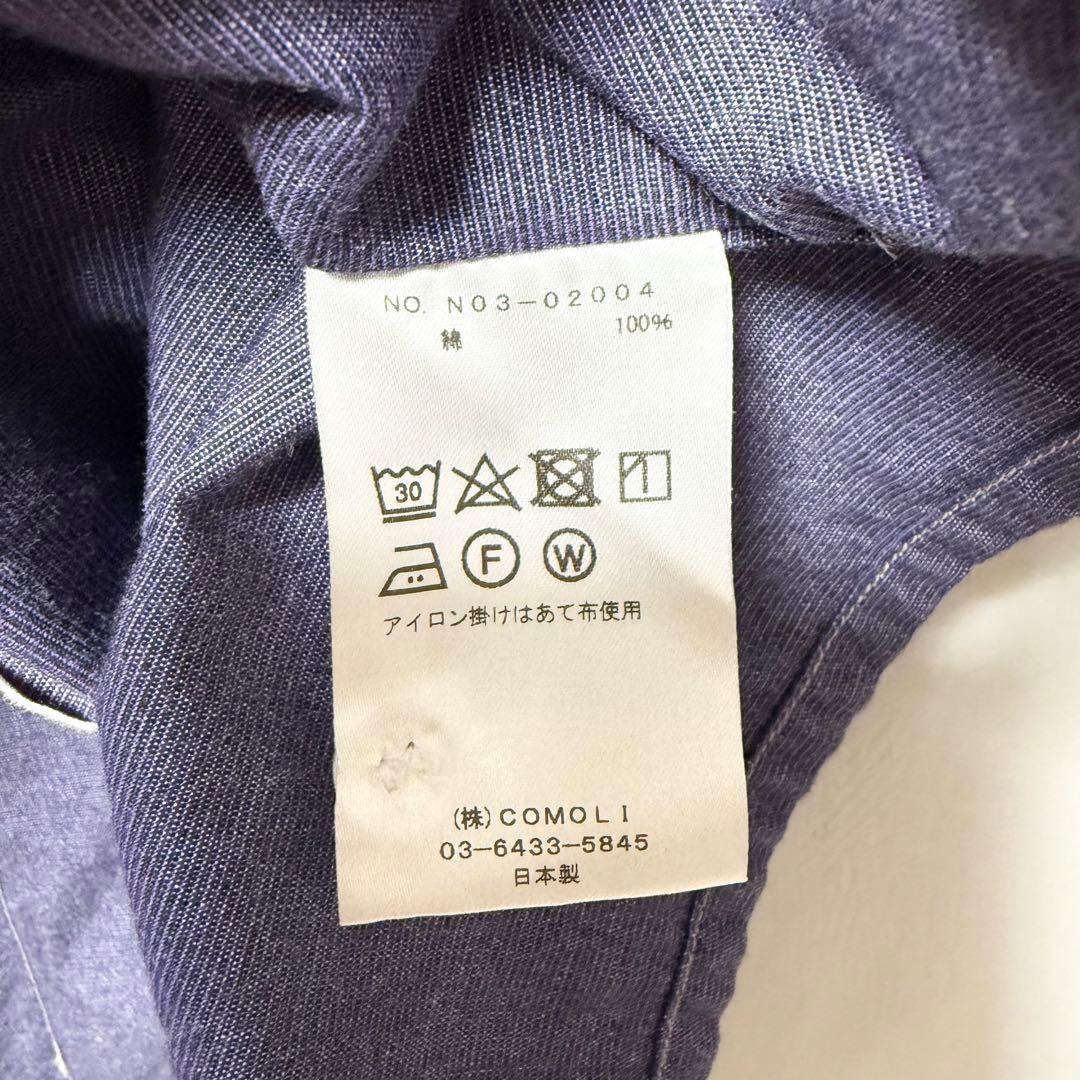 NO. N03-02004
綿 100%
30
F W
アイロン掛けはあて布使用
(株)COMOLI
03-6433-5845
日本製